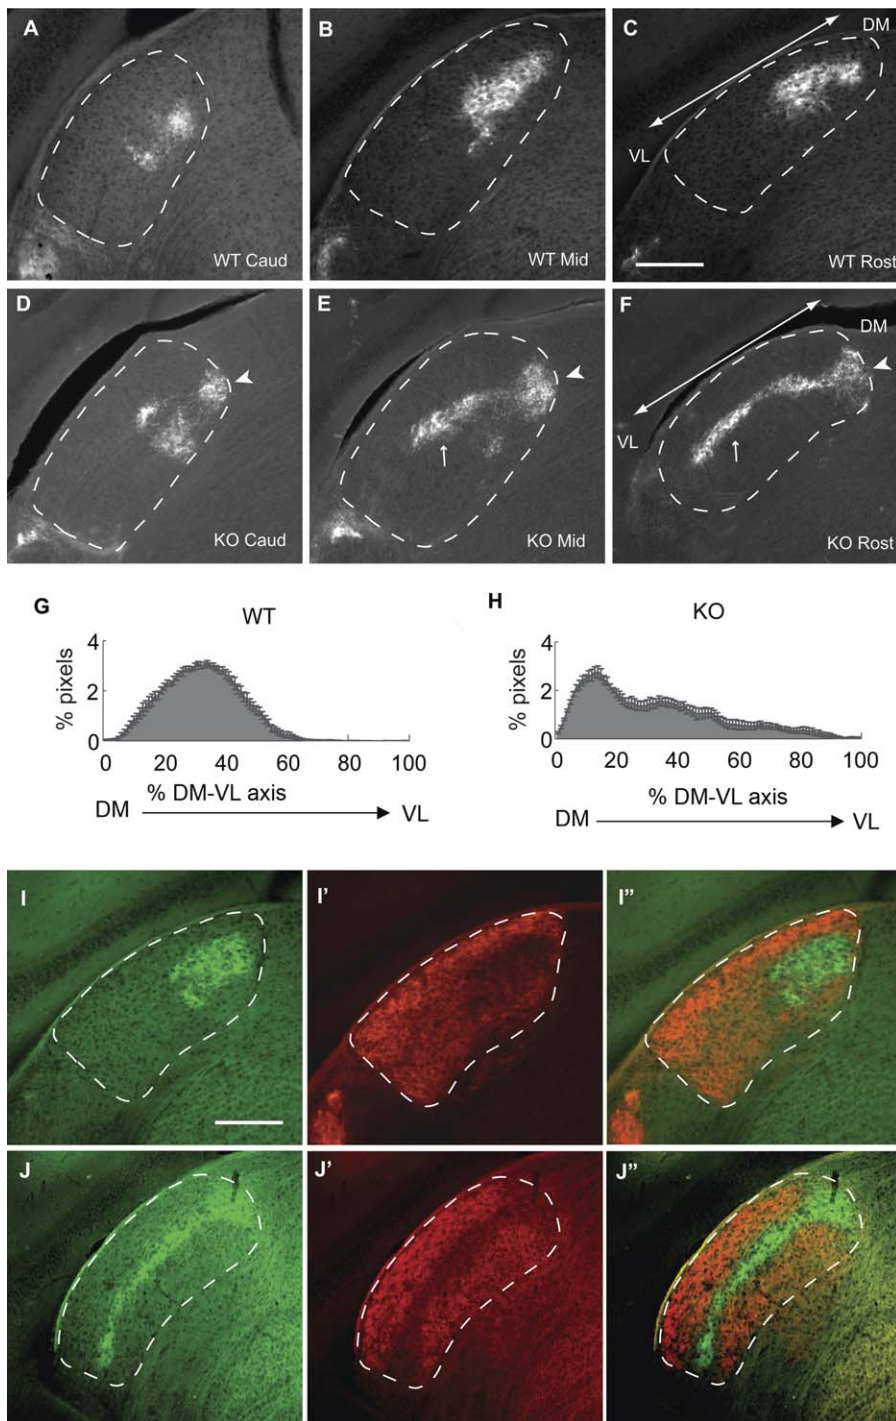 A
B
C
DM
VL
WT Caud
WT Mid
WT Rost
D
E
F
DM
VL
KO Caud
KO Mid
KO Rost
G
WT
% pixels
4
2
0
0 20 40 60 80 100
% DM-VL axis
DM
VL
H
KO
% pixels
4
2
0
0 20 40 60 80 100
% DM-VL axis
DM
VL
I
I'
I"
J
J'
J"